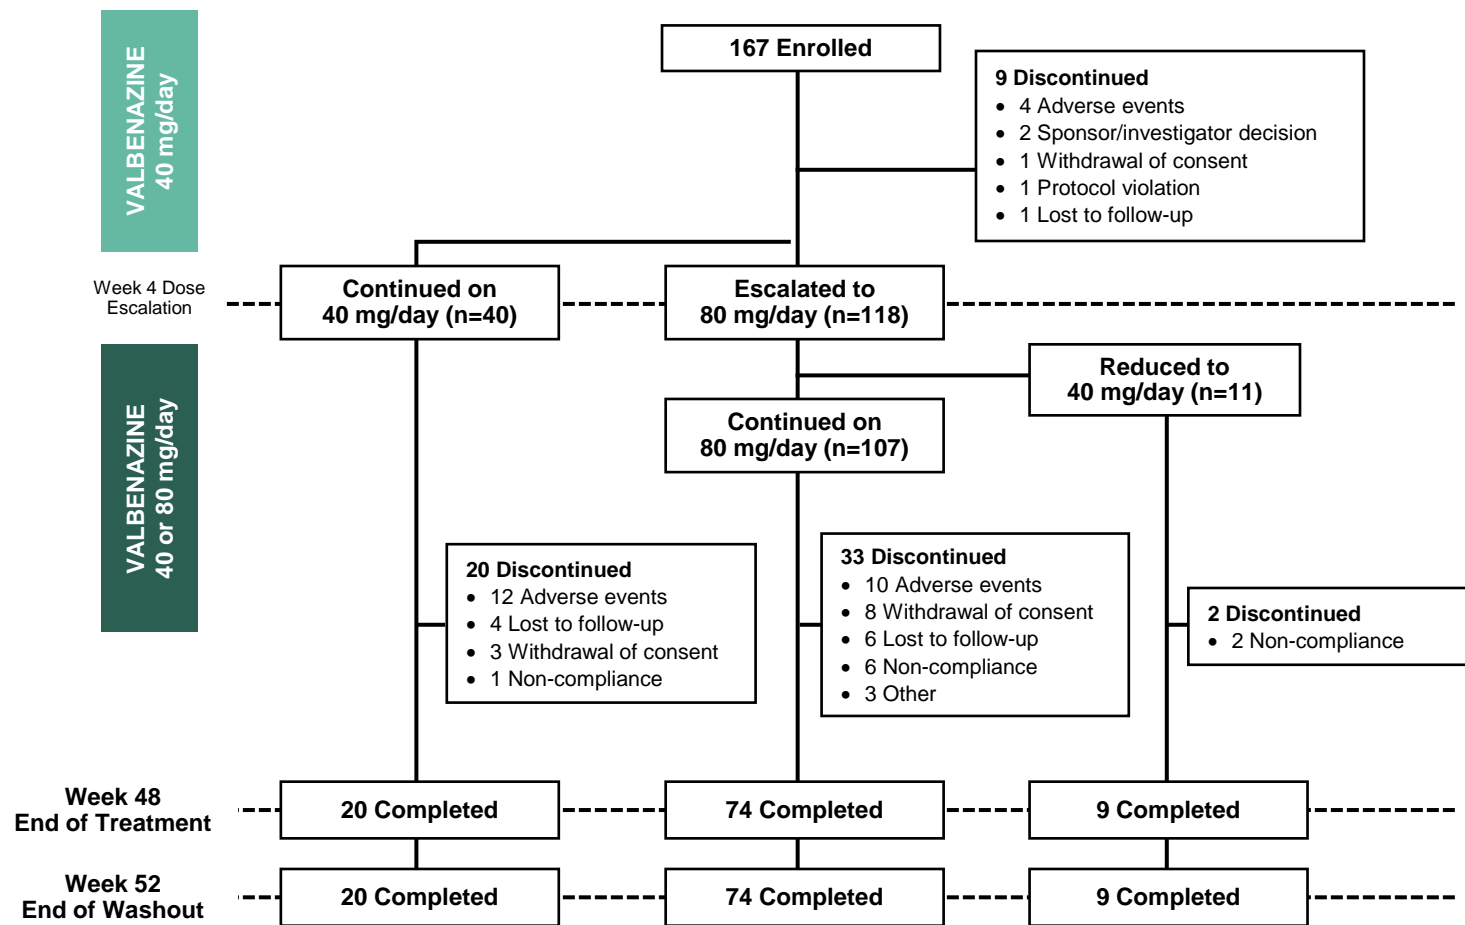 167 Enrolled
VALBENAZINE
40 mg/day
9 Discontinued
• 4 Adverse events
• 2 Sponsor/investigator decision
• 1 Withdrawal of consent
• 1 Protocol violation
• 1 Lost to follow-up
Week 4 Dose
Escalation
Continued on
40 mg/day (n=40)
Escalated to
80 mg/day (n=118)
VALBENAZINE
40 or 80 mg/day
Reduced to
40 mg/day (n=11)
Continued on
80 mg/day (n=107)
20 Discontinued
• 12 Adverse events
• 4 Lost to follow-up
• 3 Withdrawal of consent
• 1 Non-compliance
33 Discontinued
• 10 Adverse events
• 8 Withdrawal of consent
• 6 Lost to follow-up
• 6 Non-compliance
• 3 Other
2 Discontinued
• 2 Non-compliance
Week 48
End of Treatment
20 Completed
74 Completed
9 Completed
Week 52
End of Washout
20 Completed
74 Completed
9 Completed